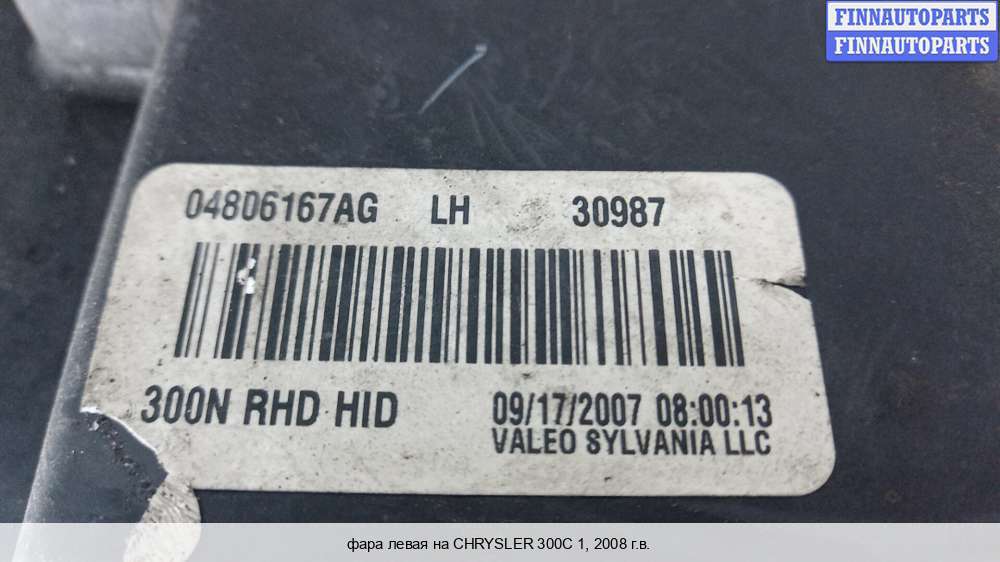 FINNAUTOPARTS
FINNAUTOPARTS
04806167AG LH 30987
300N RHD HID 09/17/2007 08:00:13
VALEO SYLVANIA LLC
фара левая на CHRYSLER 300C 1, 2008 г.в.